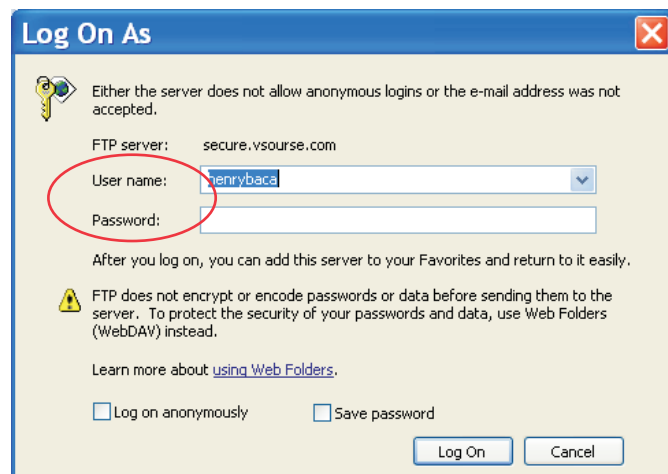 Log On As
Either the server does not allow anonymous logins or the e-mail address was not
accepted.
FTP server: secure.vsourse.com
User name: henrybaca
Password:
After you log on, you can add this server to your Favorites and return to it easily.
FTP does not encrypt or encode passwords or data before sending them to the
server. To protect the security of your passwords and data, use Web Folders
(WebDAV) instead.
Learn more about using Web Folders.
Log on anonymously Save password
Log On Cancel